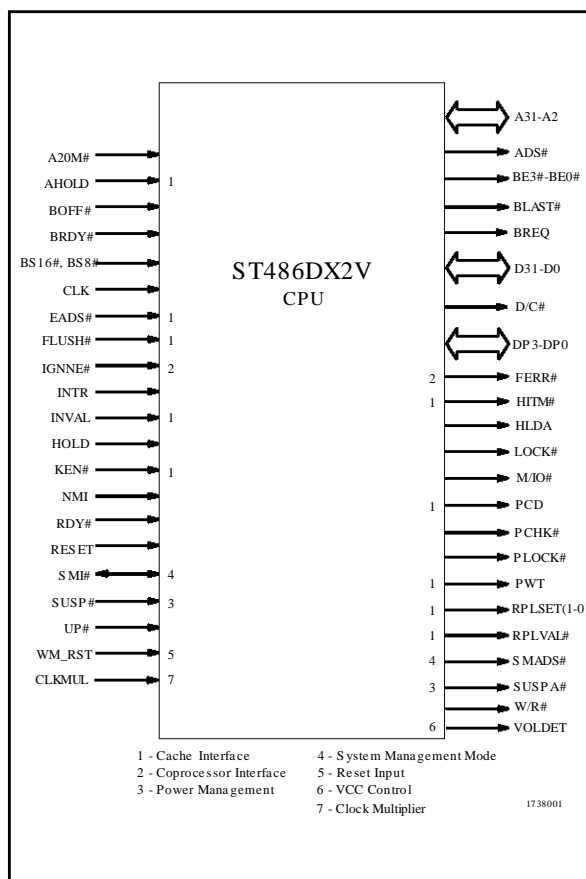 A20M#
AHOLD 1
BOFF#
BRDY#
BS16#, BS8#
CLK
EADS# 1
FLUSH# 1
IGNNE# 2
INTR
INVAL 1
HOLD
KEN# 1
NMI
RDY#
RESET
SMI# 4
SUSP# 3
UP#
WM_RST 5
CLKMUL 7
ST486DX2V
CPU
A31-A2
ADS#
BE3#-BE0#
BLAST#
BREQ
D31-D0
D/C#
DP3-DP0
2 FERR#
1 HITM#
HLDA
LOCK#
M/IO#
1 PCD
PCHK#
PLOCK#
1 PWT
1 RPLSET(1-0
1 RPLVAL#
4 SMADS#
3 SUSPA#
W/R#
6 VOLDET
1 - Cache Interface
2 - Coprocessor Interface
3 - Power Management
4 - System Management Mode
5 - Reset Input
6 - VCC Control
7 - Clock Multiplier
1738001